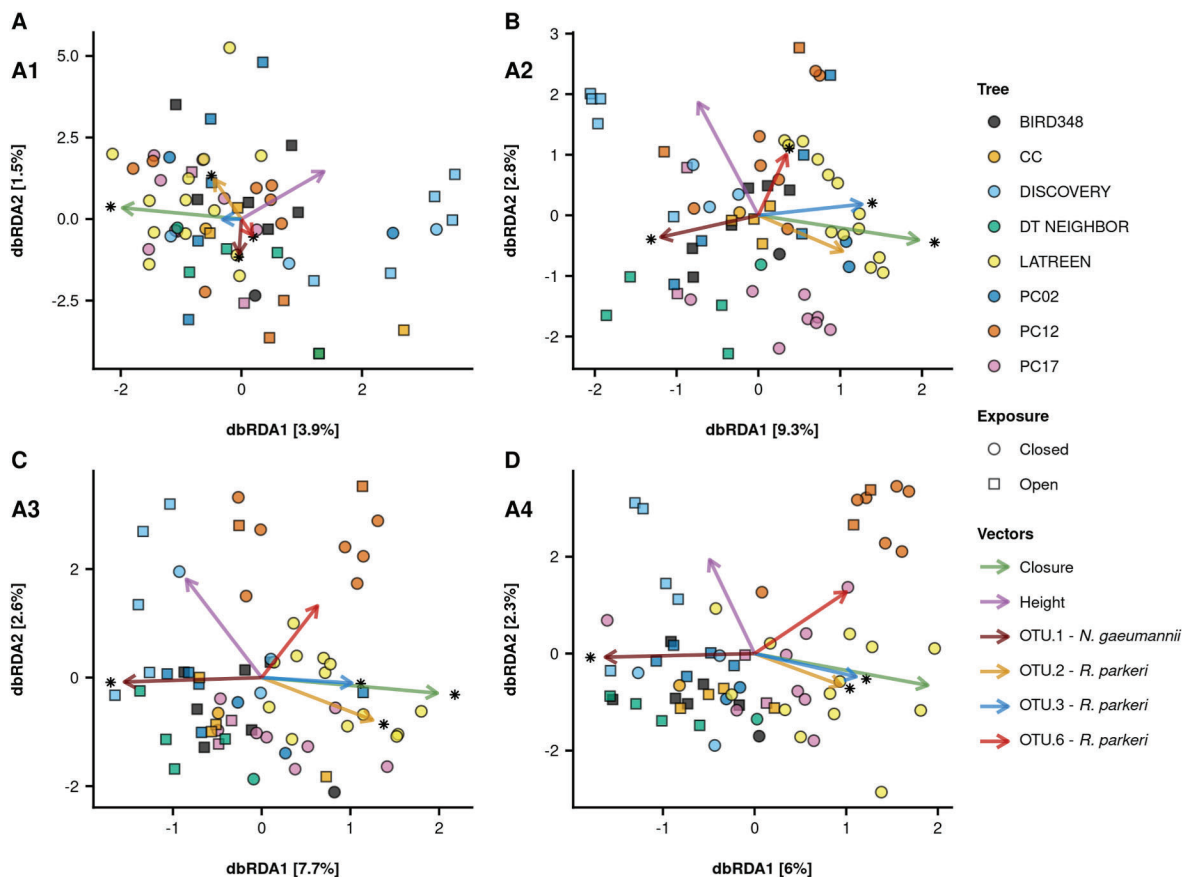 A
B
A1
A2
5.0
2.5
0.0
-2.5
dbRDA2 [1.5%]
-2
0
2
dbRDA1 [3.9%]
3
2
1
0
-1
-2
dbRDA2 [2.8%]
-2
-1
0
1
2
dbRDA1 [9.3%]
C
D
A3
A4
2
0
-2
dbRDA2 [2.6%]
-1
0
1
2
dbRDA1 [7.7%]
2
0
-2
dbRDA2 [2.3%]
-1
0
1
2
dbRDA1 [6%]
Tree
BIRD348
CC
DISCOVERY
DT NEIGHBOR
LATREEN
PC02
PC12
PC17
Exposure
Closed
Open
Vectors
Closure
Height
OTU.1 - N. gaeumannii
OTU.2 - R. parkeri
OTU.3 - R. parkeri
OTU.6 - R. parkeri